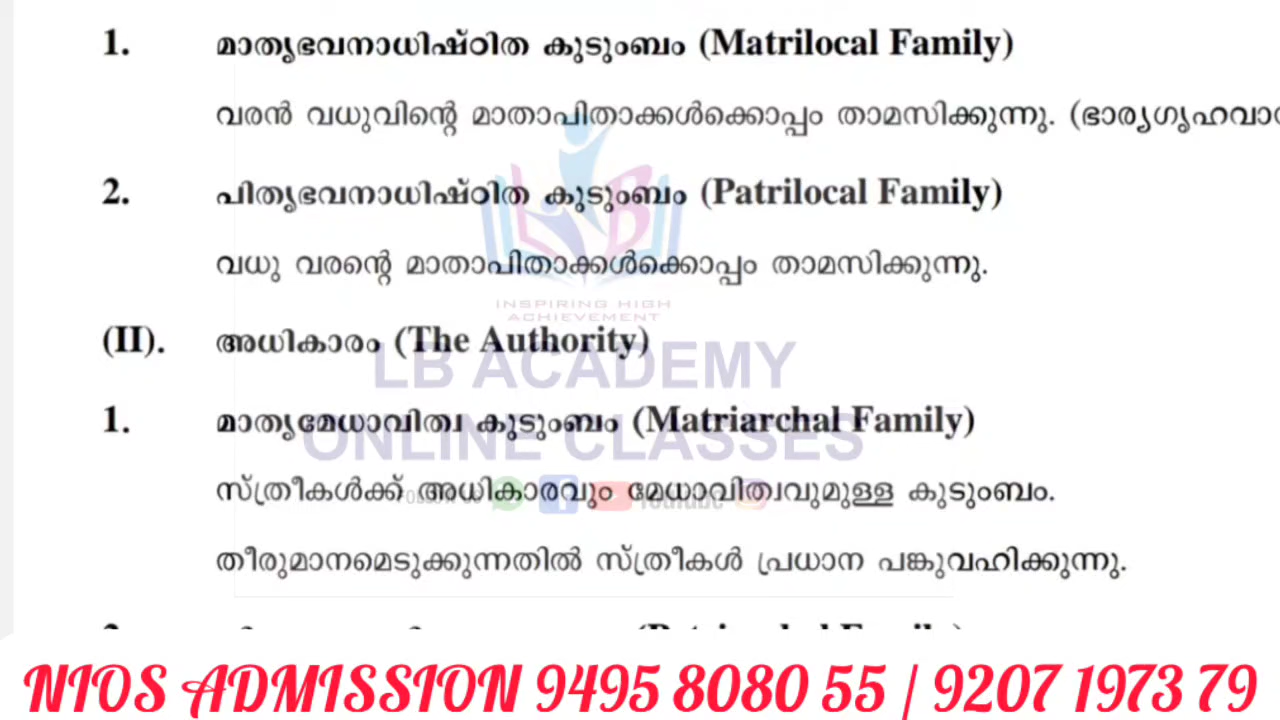 1. മാതൃഭവനാധിഷ്ഠിത കുടുംബം (Matrilocal Family)
വരൻ വധുവിന്റെ മാതാപിതാക്കൾക്കൊപ്പം താമസിക്കുന്നു.
2. പിതൃഭവനാധിഷ്ഠിത കുടുംബം (Patrilocal Family)
വധു വരന്റെ മാതാപിതാക്കൾക്കൊപ്പം താമസിക്കുന്നു.
INSPIRING HIGH
ACHIEVEMENT
(II). അധികാരം (The Authority)
LB ACADEMY
1. മാതൃമേധാവിത്വ കുടുംബം (Matriarchal Family)
ONLINE CLASSES
സ്ത്രീകൾക്ക് അധികാരവും മേധാവിത്വവുമുള്ള കുടുംബം.
YouTube
തീരുമാനമെടുക്കുന്നതിൽ സ്ത്രീകൾ പ്രധാന പങ്കുവഹിക്കുന്നു.
NIOS ADMISSION 9495 8080 55 / 9207 1973 79